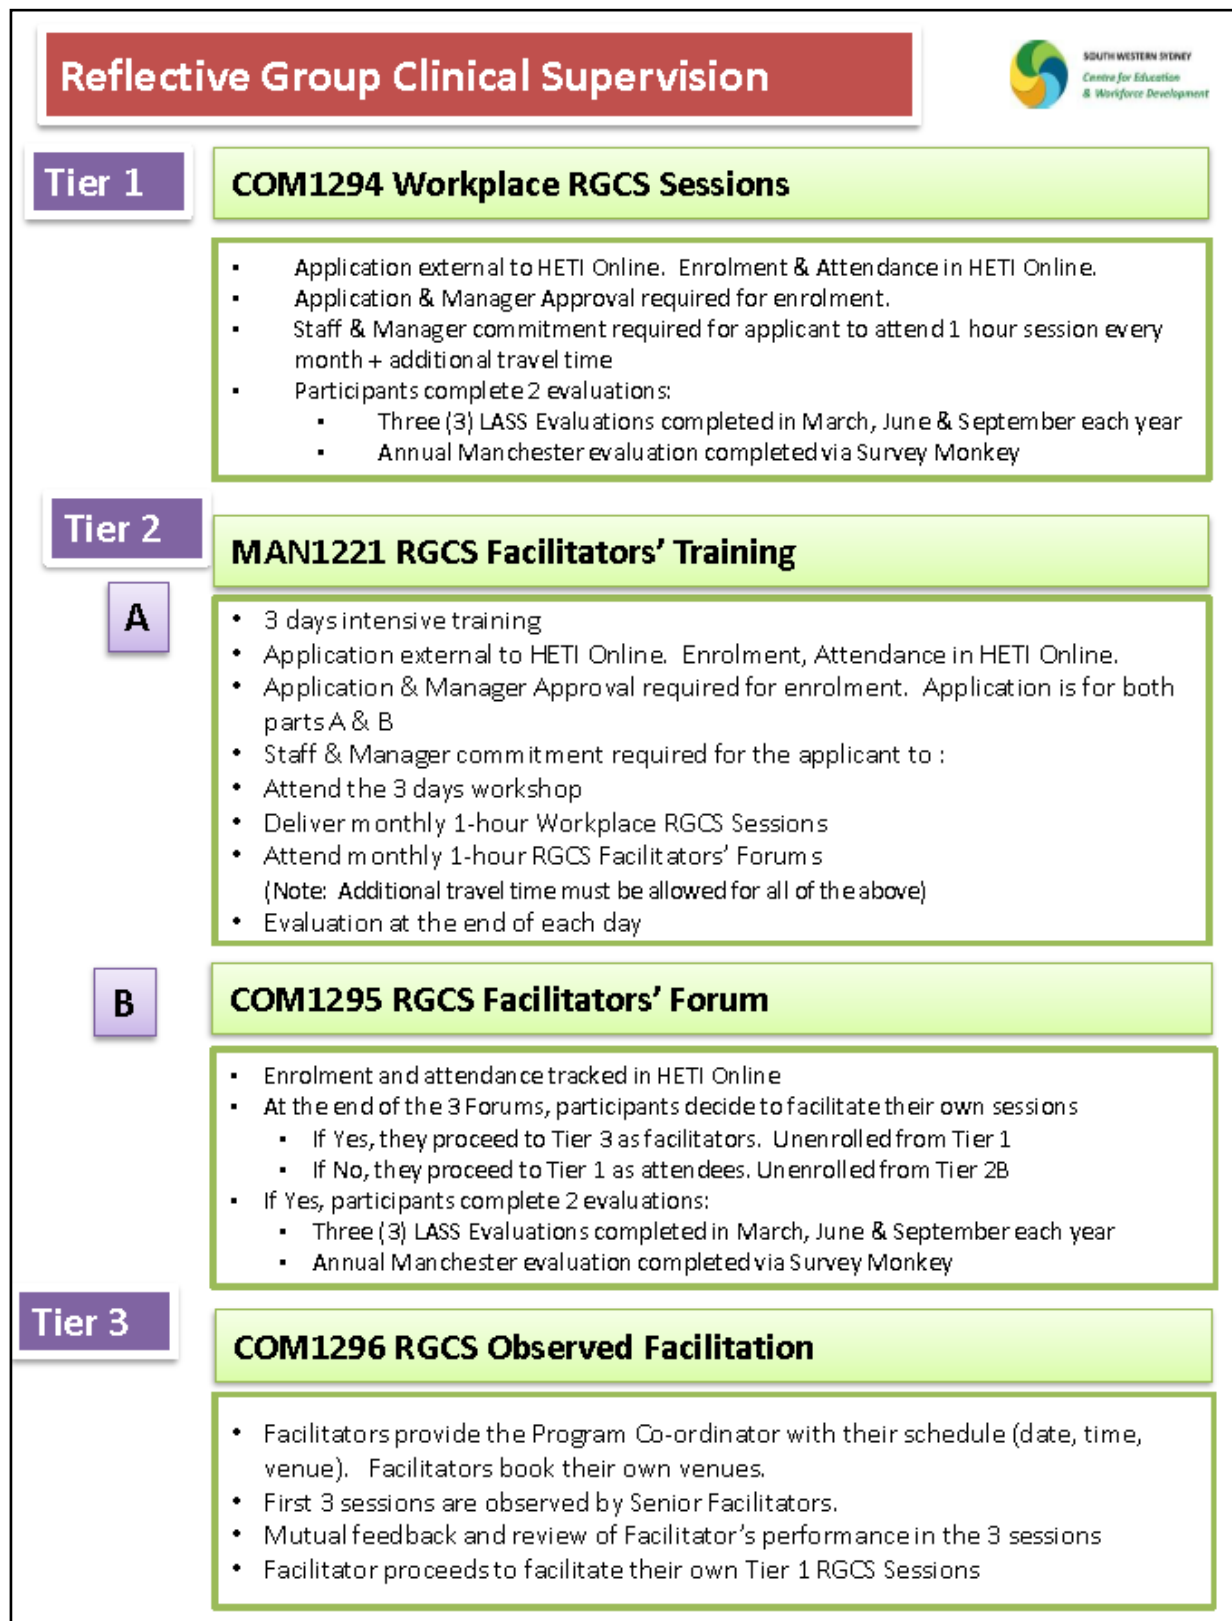 Reflective Group Clinical Supervision
SOUTH WESTERN SYDNEY
Centre for Education
& Workforce Development
Tier 1
COM1294 Workplace RGCS Sessions
▪ Application external to HETI Online. Enrolment & Attendance in HETI Online.
▪ Application & Manager Approval required for enrolment.
▪ Staff & Manager commitment required for applicant to attend 1 hour session every
month + additional travel time
▪ Participants complete 2 evaluations:
▪ Three (3) LASS Evaluations completed in March, June & September each year
▪ Annual Manchester evaluation completed via Survey Monkey
Tier 2
MAN1221 RGCS Facilitators’ Training
A
• 3 days intensive training
• Application external to HETI Online. Enrolment, Attendance in HETI Online.
• Application & Manager Approval required for enrolment. Application is for both
parts A & B
• Staff & Manager commitment required for the applicant to :
• Attend the 3 days workshop
• Deliver monthly 1-hour Workplace RGCS Sessions
• Attend monthly 1-hour RGCS Facilitators’ Forums
(Note: Additional travel time must be allowed for all of the above)
• Evaluation at the end of each day
B
COM1295 RGCS Facilitators’ Forum
▪ Enrolment and attendance tracked in HETI Online
▪ At the end of the 3 Forums, participants decide to facilitate their own sessions
▪ If Yes, they proceed to Tier 3 as facilitators. Unenrolled from Tier 1
▪ If No, they proceed to Tier 1 as attendees. Unenrolled from Tier 2B
▪ If Yes, participants complete 2 evaluations:
▪ Three (3) LASS Evaluations completed in March, June & September each year
▪ Annual Manchester evaluation completed via Survey Monkey
Tier 3
COM1296 RGCS Observed Facilitation
• Facilitators provide the Program Co-ordinator with their schedule (date, time,
venue). Facilitators book their own venues.
• First 3 sessions are observed by Senior Facilitators.
• Mutual feedback and review of Facilitator’s performance in the 3 sessions
• Facilitator proceeds to facilitate their own Tier 1 RGCS Sessions